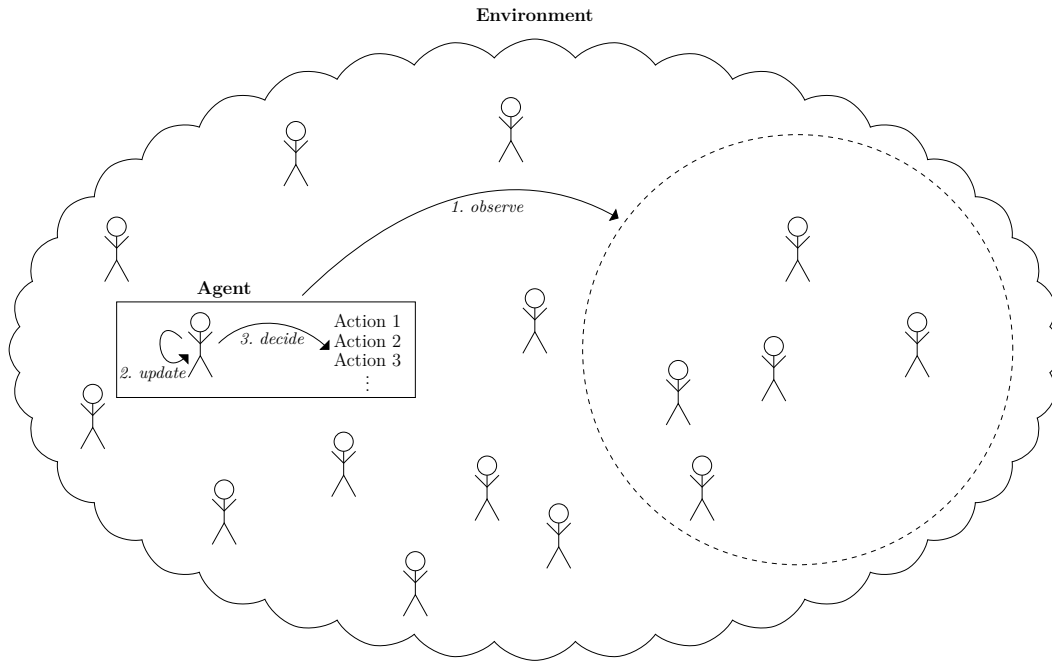 Environment
1. observe
Agent
Action 1
3. decide
Action 2
Action 3
2. update
⋮